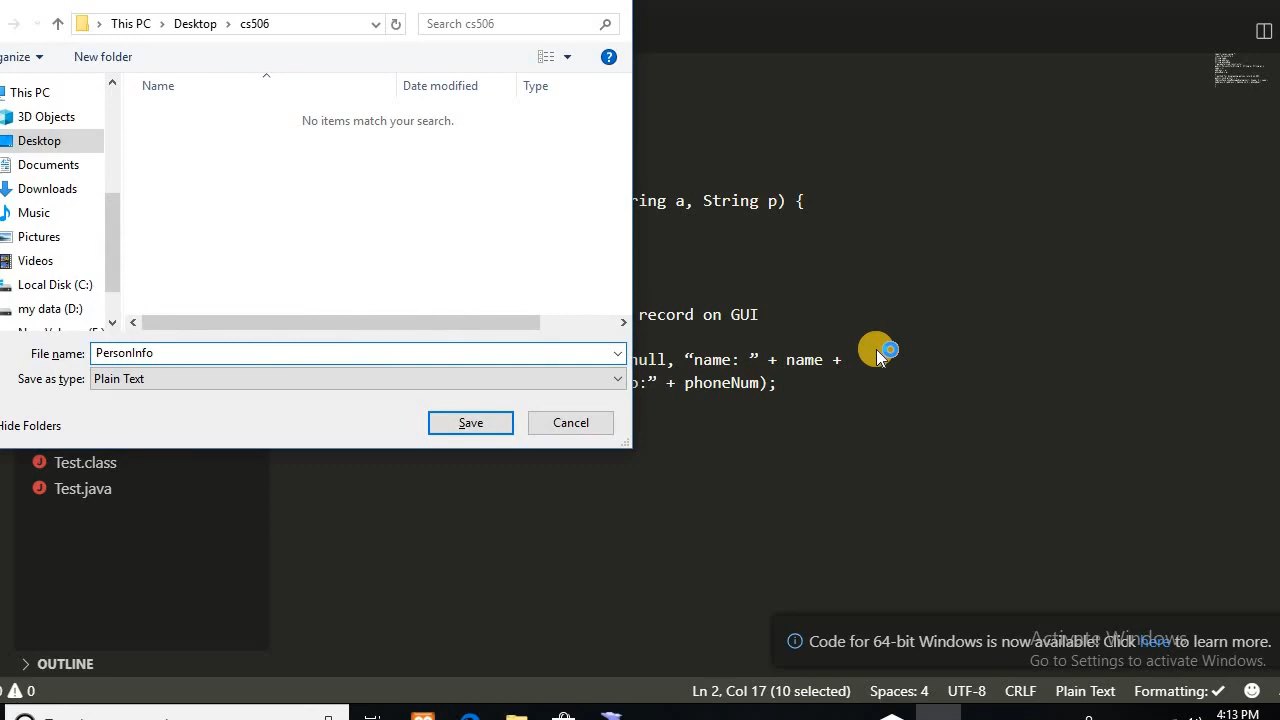 This PC > Desktop > cs506
Search cs506
ganize
New folder
Name
Date modified
Type
No items match your search.
This PC
3D Objects
Desktop
Documents
Downloads
Music
Pictures
Videos
Local Disk (C:)
my data (D:)
ring a, String p) {
record on GUI
null, “name: ” + name +
o:” + phoneNum);
File name:
PersonInfo
Save as type:
Plain Text
Hide Folders
Save
Cancel
Test.class
Test.java
OUTLINE
Code for 64-bit Windows is now available! Click here to learn more.
Activate Windows
Go to Settings to activate Windows.
0
Ln 2, Col 17 (10 selected)
Spaces: 4
UTF-8
CRLF
Plain Text
Formatting: ✓
4:13 PM